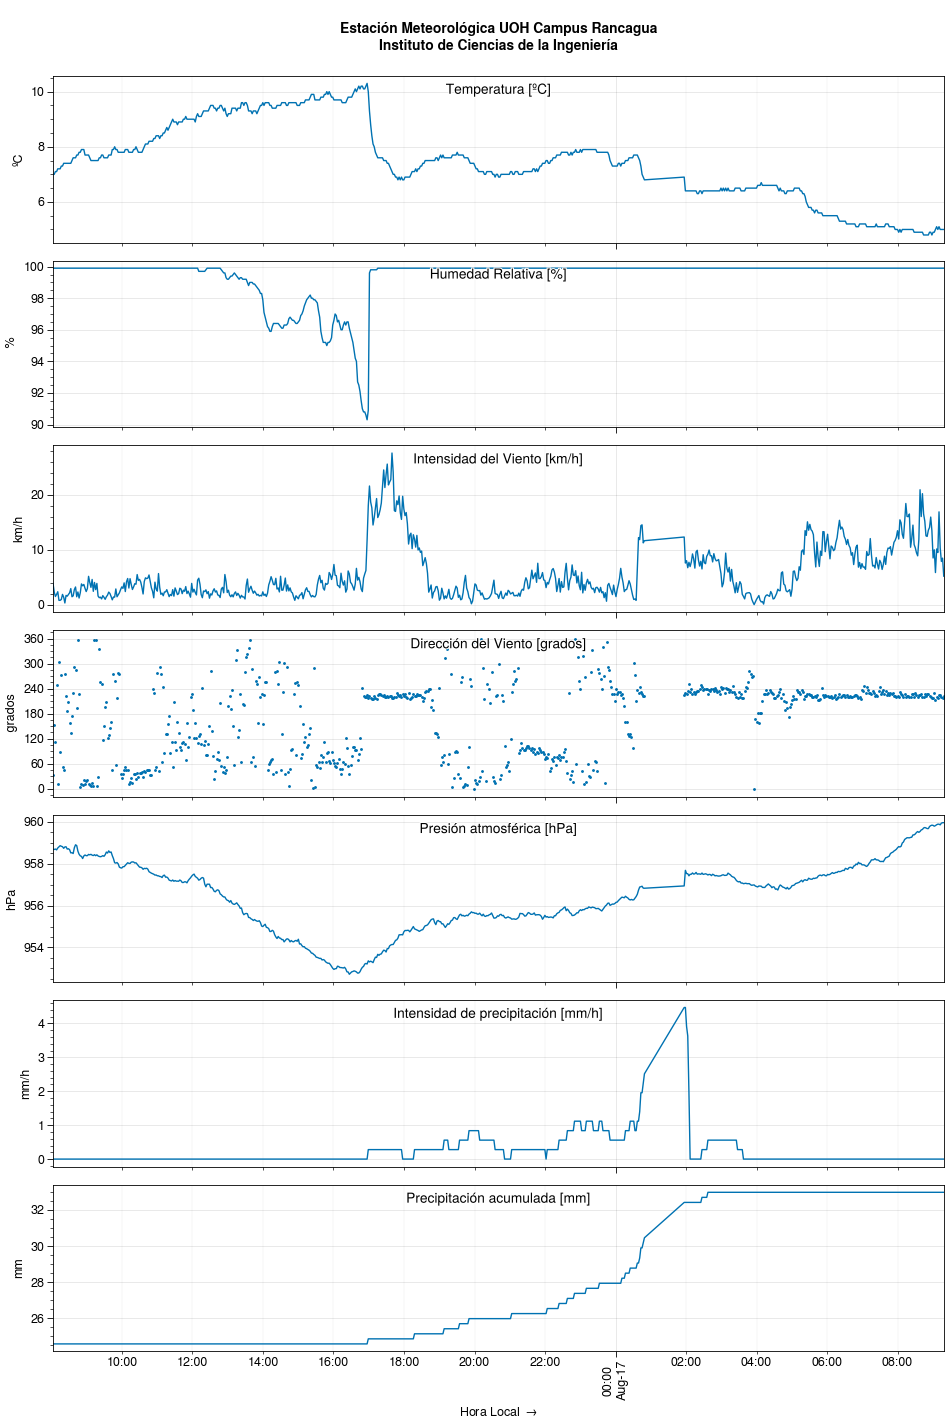 Estación Meteorológica UOH Campus Rancagua
Instituto de Ciencias de la Ingeniería
Temperatura [ºC]
10
8
6
ºC
Humedad Relativa [%]
100
98
96
94
92
90
%
Intensidad del Viento [km/h]
20
10
0
km/h
Dirección del Viento [grados]
360
300
240
180
120
60
0
grados
Presión atmosférica [hPa]
960
958
956
954
hPa
Intensidad de precipitación [mm/h]
4
3
2
1
0
mm/h
Precipitación acumulada [mm]
32
30
28
26
mm
10:00 12:00 14:00 16:00 18:00 20:00 22:00 00:00 02:00 04:00 06:00 08:00
Aug-17
Hora Local →